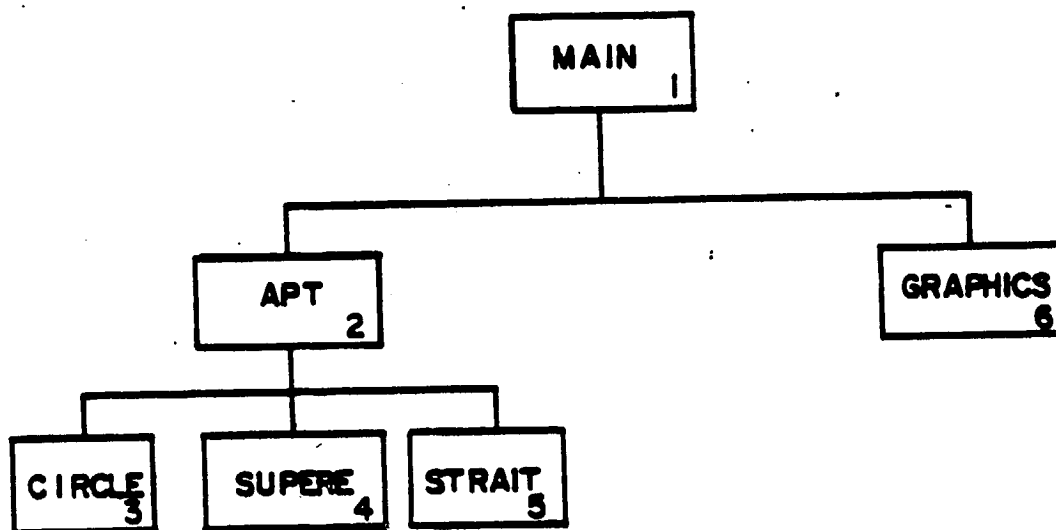 MAIN
1
APT
2
GRAPHICS
6
CIRCLE
3
SUPERE
4
STRAIT
5